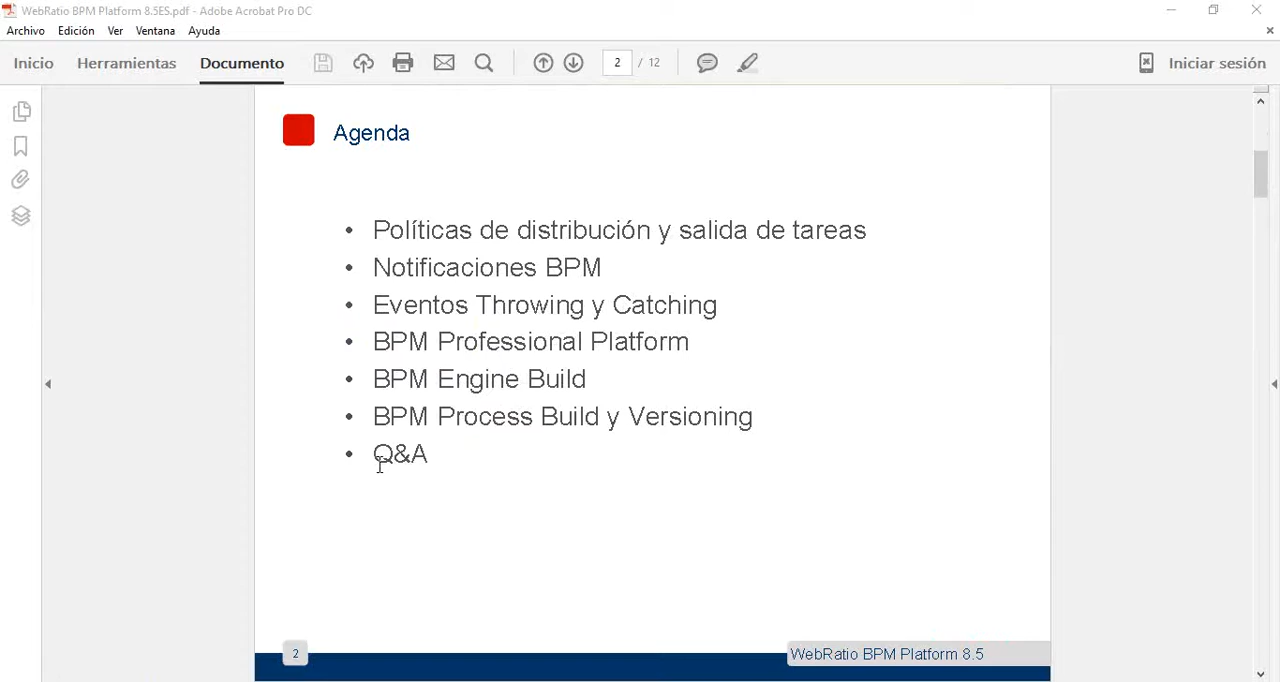 WebRatio BPM Platform 8.5ES.pdf - Adobe Acrobat Pro DC
Archivo Edición Ver Ventana Ayuda
Inicio Herramientas Documento 2 / 12 Iniciar sesión
Agenda
• Políticas de distribución y salida de tareas
• Notificaciones BPM
• Eventos Throwing y Catching
• BPM Professional Platform
• BPM Engine Build
• BPM Process Build y Versioning
• Q&A
2 WebRatio BPM Platform 8.5